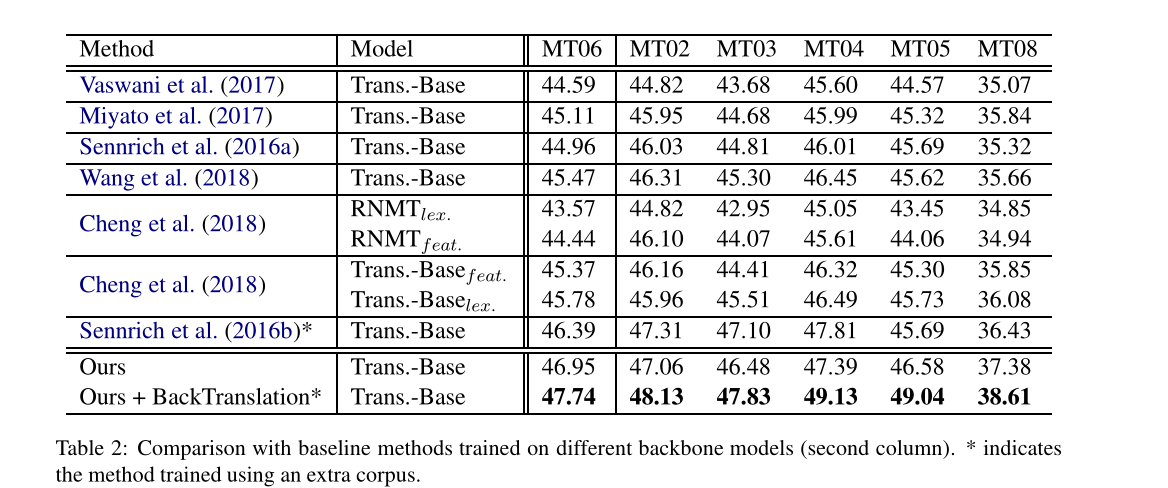 Method Model MT06 MT02 MT03 MT04 MT05 MT08
Vaswani et al. (2017) Trans.-Base 44.59 44.82 43.68 45.60 44.57 35.07
Miyato et al. (2017) Trans.-Base 45.11 45.95 44.68 45.99 45.32 35.84
Sennrich et al. (2016a) Trans.-Base 44.96 46.03 44.81 46.01 45.69 35.32
Wang et al. (2018) Trans.-Base 45.47 46.31 45.30 46.45 45.62 35.66
Cheng et al. (2018)
RNMTlex. 43.57 44.82 42.95 45.05 43.45 34.85
RNMTfeat. 44.44 46.10 44.07 45.61 44.06 34.94
Cheng et al. (2018)
Trans.-Basefeat. 45.37 46.16 44.41 46.32 45.30 35.85
Trans.-Baselex. 45.78 45.96 45.51 46.49 45.73 36.08
Sennrich et al. (2016b)* Trans.-Base 46.39 47.31 47.10 47.81 45.69 36.43
Ours Trans.-Base 46.95 47.06 46.48 47.39 46.58 37.38
Ours + BackTranslation* Trans.-Base 47.74 48.13 47.83 49.13 49.04 38.61
Table 2: Comparison with baseline methods trained on different backbone models (second column). * indicates
the method trained using an extra corpus.